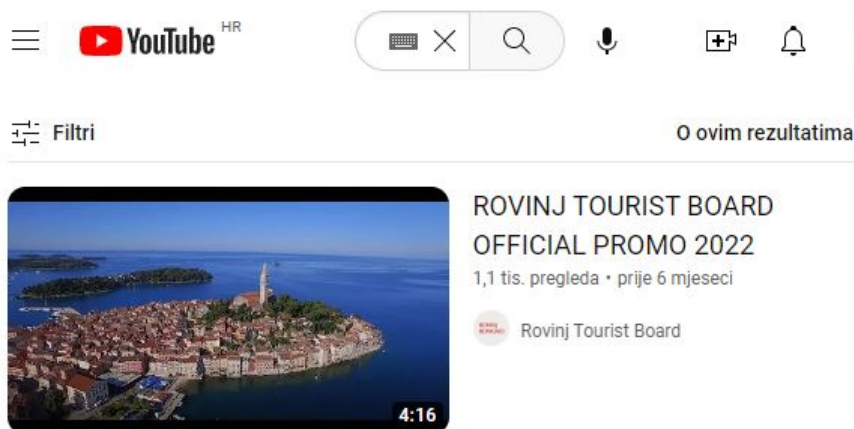 YouTube HR
Filtri
O ovim rezultatima
ROVINJ TOURIST BOARD
OFFICIAL PROMO 2022
1,1 tis. pregleda • prije 6 mjeseci
Rovinj Tourist Board
4:16